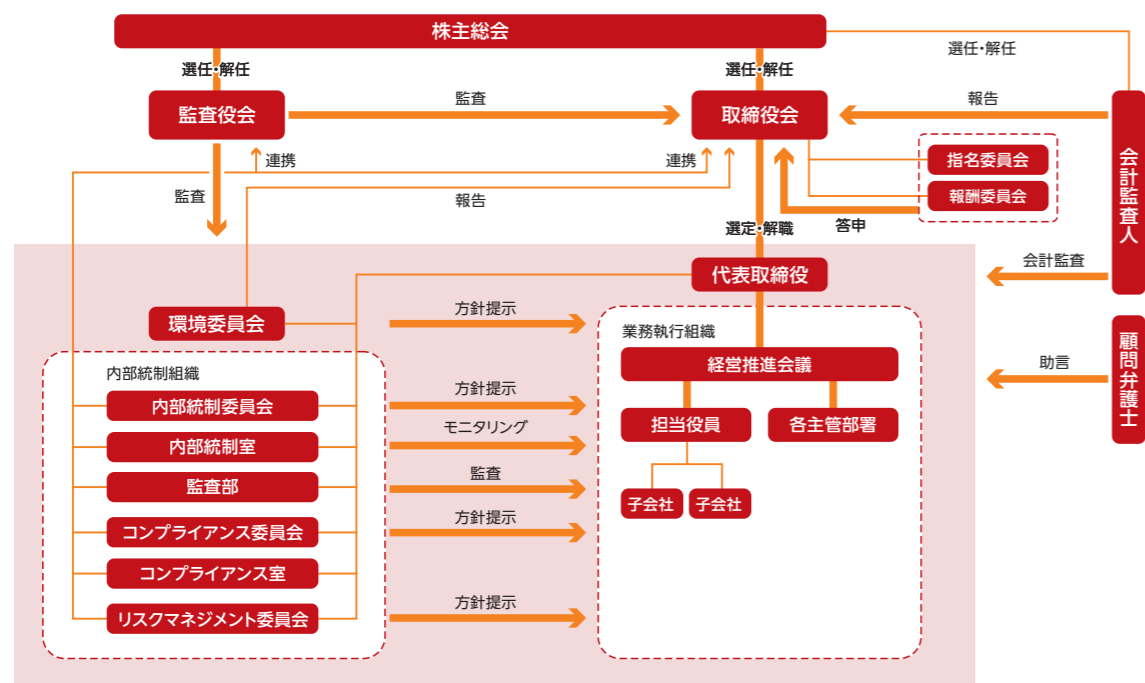 株主総会
選任・解任
選任・解任
選任・解任
監査役会
監査
取締役会
報告
会計監査人
連携
連携
指名委員会
報酬委員会
監査
報告
答申
選定・解職
会計監査
代表取締役
環境委員会
方針提示
業務執行組織
顧問弁護士
助言
経営推進会議
内部統制組織
内部統制委員会
方針提示
担当役員
各主管部署
内部統制室
モニタリング
監査部
監査
子会社
子会社
コンプライアンス委員会
方針提示
コンプライアンス室
リスクマネジメント委員会
方針提示